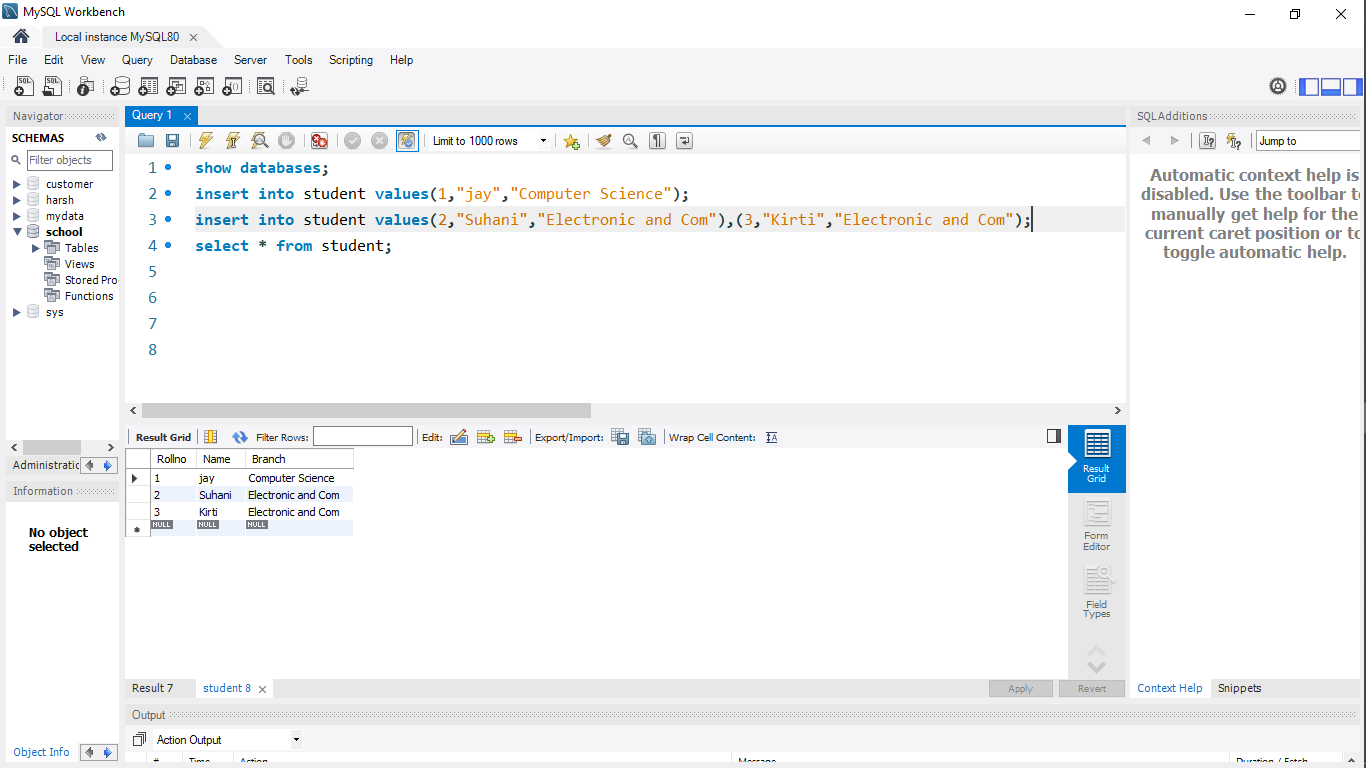 MySQL Workbench
Local instance MySQL80
File Edit View Query Database Server Tools Scripting Help
Navigator
SCHEMAS
Filter objects
customer
harsh
mydata
school
Tables
Views
Stored Pro
Functions
sys
Administratic
Information
No object
selected
Object Info
Query 1
Limit to 1000 rows
1 show databases;
2 insert into student values(1,"jay","Computer Science");
3 insert into student values(2,"Suhani","Electronic and Com"),(3,"Kirti","Electronic and Com");
4 select * from student;
5
6
7
8
Result Grid Filter Rows: Edit: Export/Import: Wrap Cell Content:
Rollno Name Branch
1 jay Computer Science
2 Suhani Electronic and Com
3 Kirti Electronic and Com
NULL NULL NULL
Result
Grid
Form
Editor
Field
Types
Result 7 student 8 Apply Revert
Output
Action Output
# Time Action Message Duration / Fetch
SQLAdditions
Jump to
Automatic context help is
disabled. Use the toolbar to
manually get help for the
current caret position or to
toggle automatic help.
Context Help Snippets